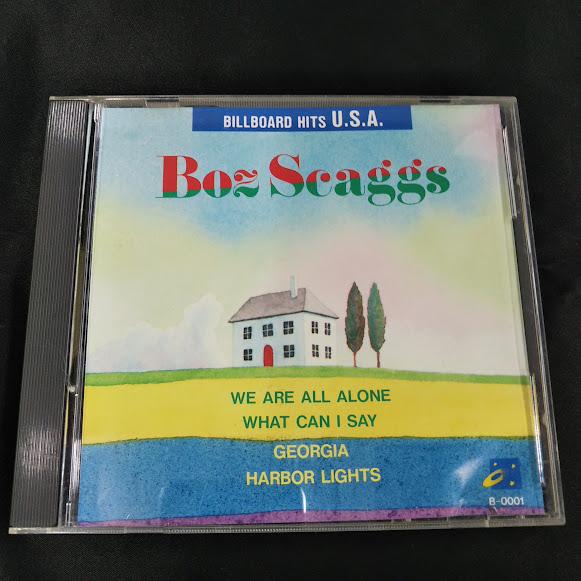 BILLBOARD HITS U.S.A.
Boz Scaggs
WE ARE ALL ALONE
WHAT CAN I SAY
GEORGIA
HARBOR LIGHTS
B-0001